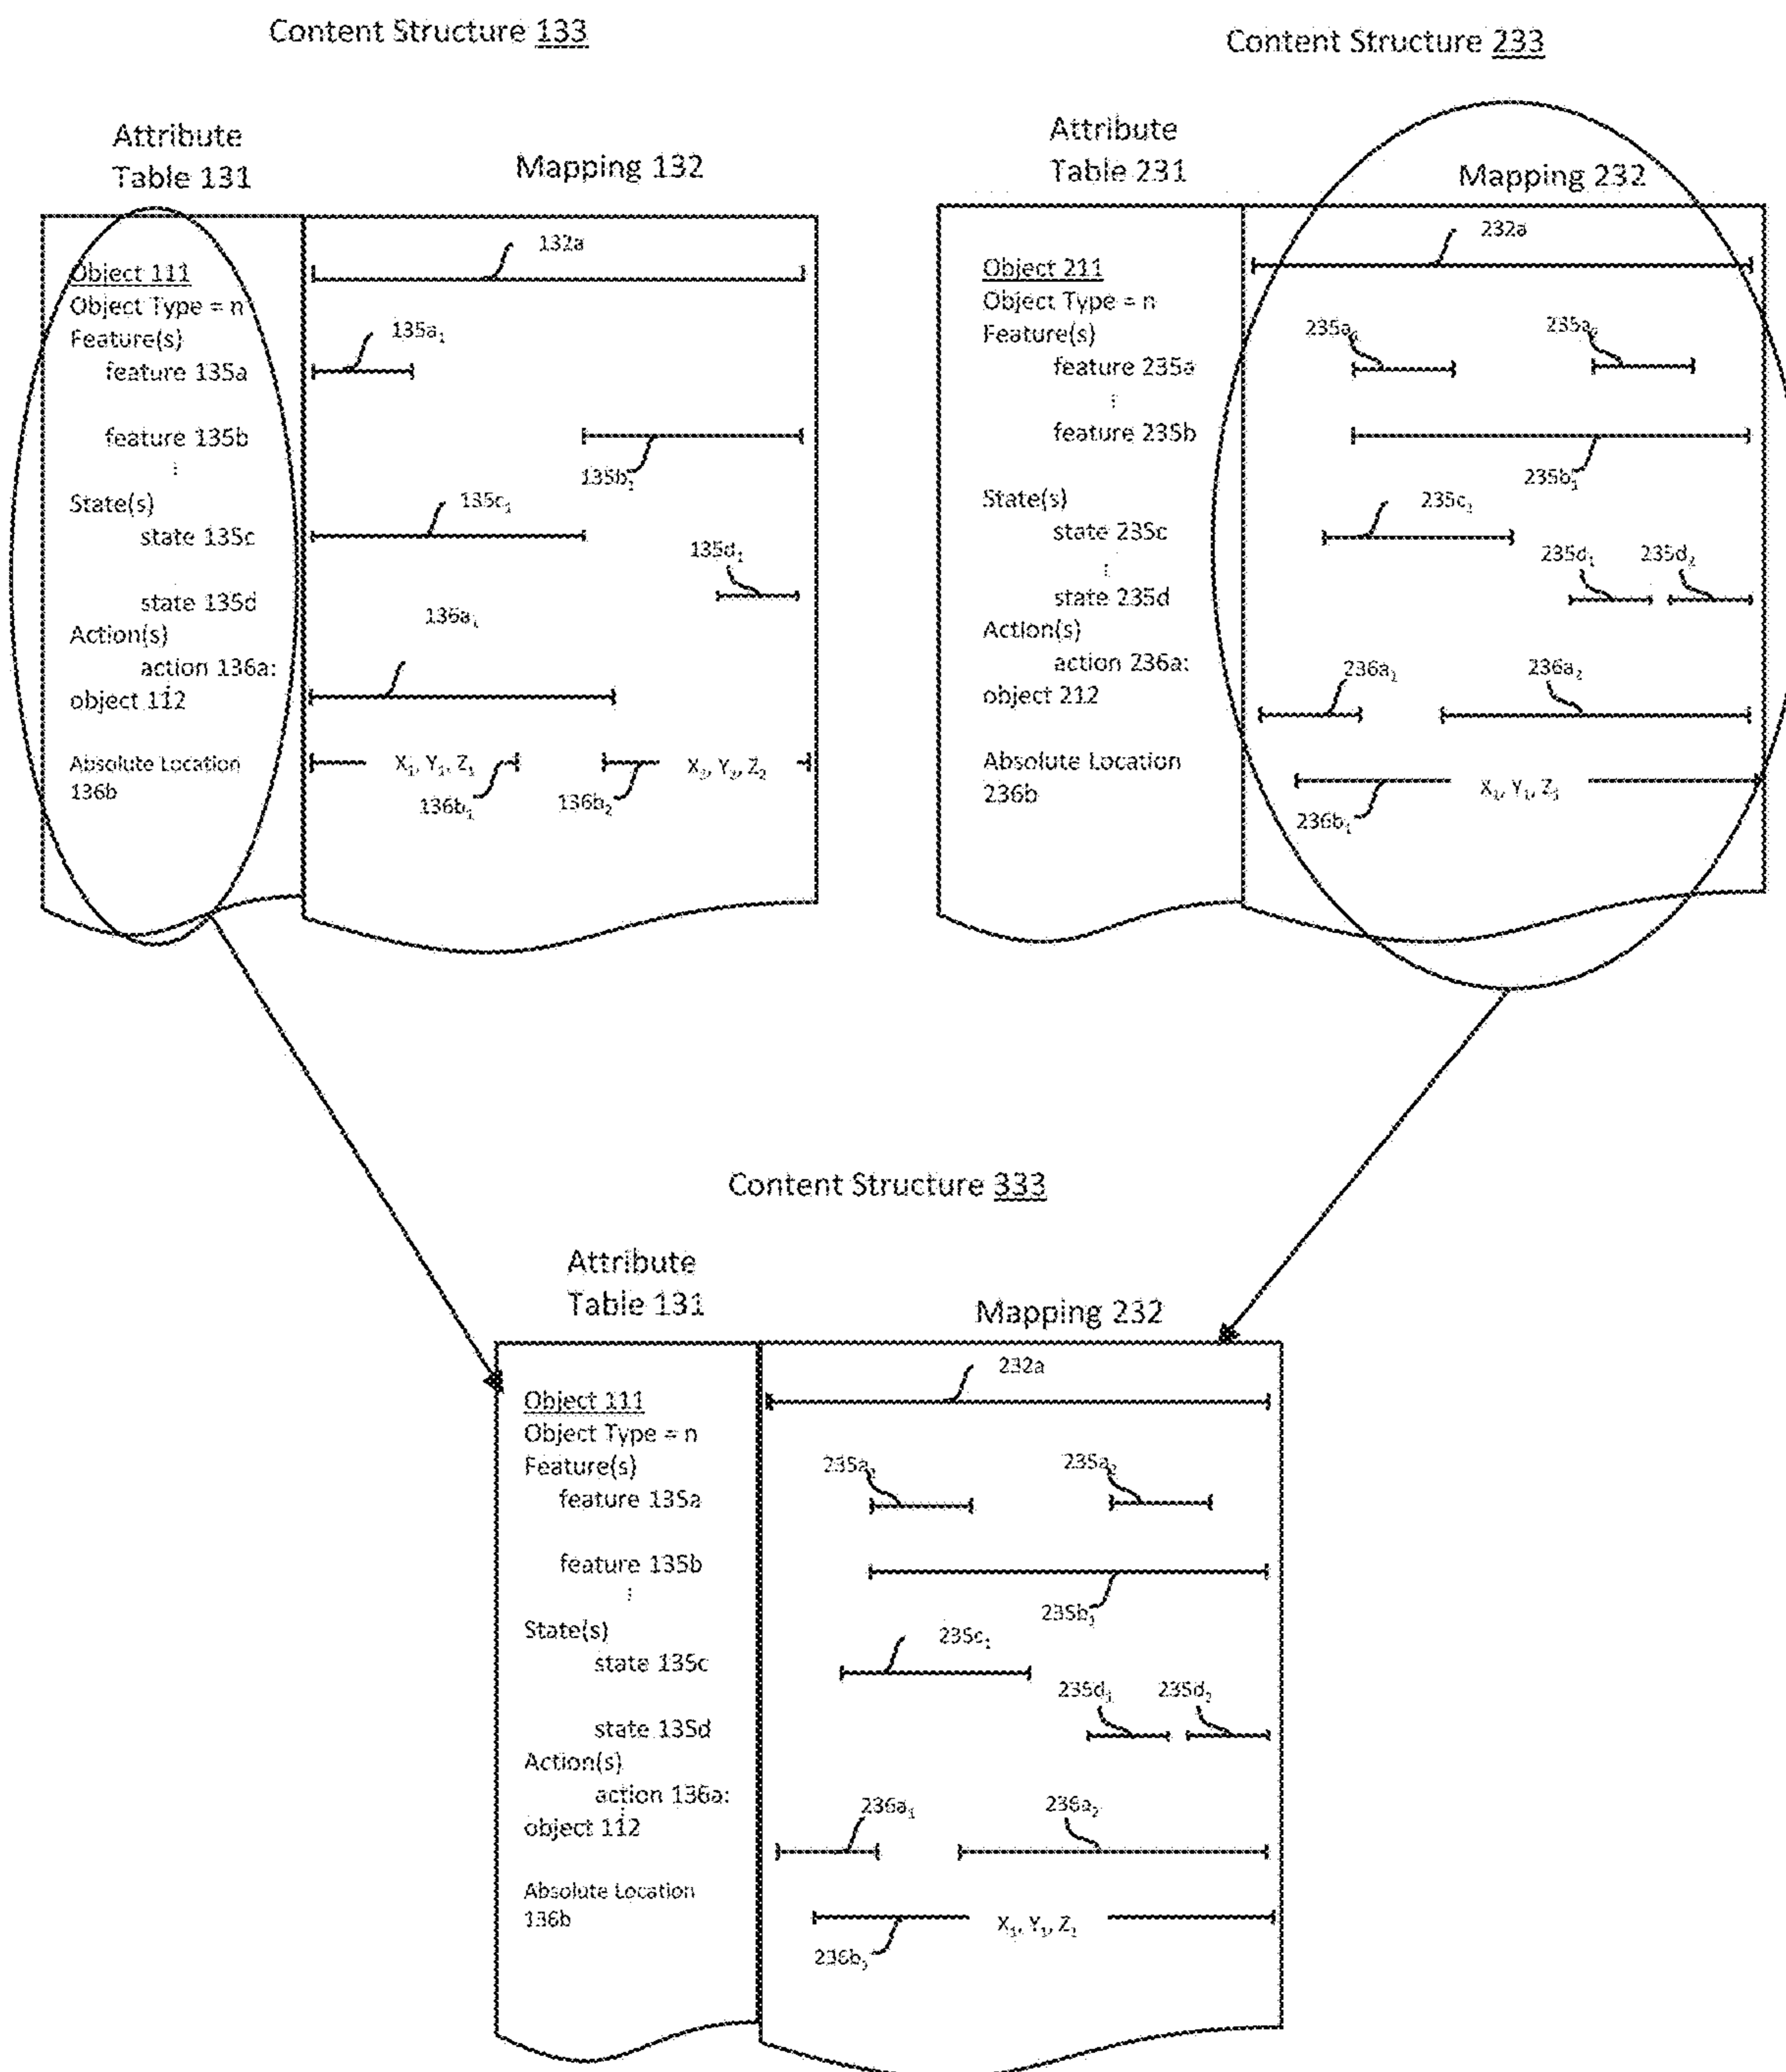 Content Structure 133
Attribute
Table 131
Mapping 132
132a
Object 111
Object Type = n
Feature(s)
135a₁
feature 135a
feature 135b
135b₁
State(s)
135c₁
state 135c
135d₁
state 135d
136a₁
Action(s)
action 136a:
object 112
Absolute Location
136b
X₁, Y₁, Z₁
X₂, Y₂, Z₂
136b₁
136b₂
Content Structure 233
Attribute
Table 231
Mapping 232
232a
Object 211
Object Type = n
Feature(s)
feature 235a
feature 235b
235b₁
State(s)
state 235c
235d₁
235d₂
state 235d
Action(s)
action 236a:
236a₁
236a₂
object 212
Absolute Location
236b
X₁, Y₁, Z₁
236b₁
Content Structure 333
Attribute
Table 131
Mapping 232
232a
Object 111
Object Type = n
Feature(s)
235a₂
feature 135a
feature 135b
235b₁
State(s)
235c₁
state 135c
235d₁
235d₂
state 135d
Action(s)
action 136a:
236a₁
236a₂
object 112
Absolute Location
136b
X₁, Y₁, Z₁